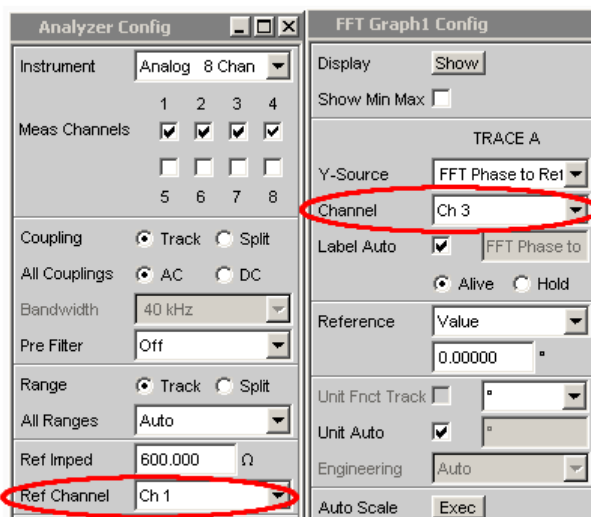 Analyzer Config
Instrument Analog 8 Chan
1 2 3 4
Meas Channels
5 6 7 8
Coupling Track Split
All Couplings AC DC
Bandwidth 40 kHz
Pre Filter Off
Range Track Split
All Ranges Auto
Ref Imped 600.000 Ω
Ref Channel Ch 1
FFT Graph1 Config
Display Show
Show Min Max
TRACE A
Y-Source FFT Phase to Ref
Channel Ch 3
Label Auto FFT Phase to
Alive Hold
Reference Value
0.00000 °
Unit Fnct Track °
Unit Auto °
Engineering Auto
Auto Scale Exec